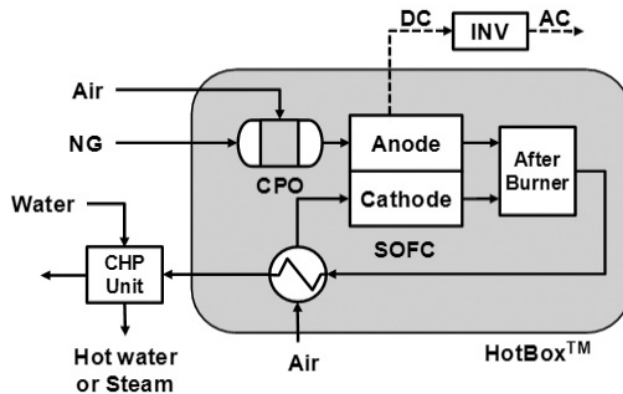 DC
AC
INV
Air
NG
CPO
Anode
Cathode
After
Burner
SOFC
Water
CHP
Unit
Hot water
or Steam
Air
HotBox™